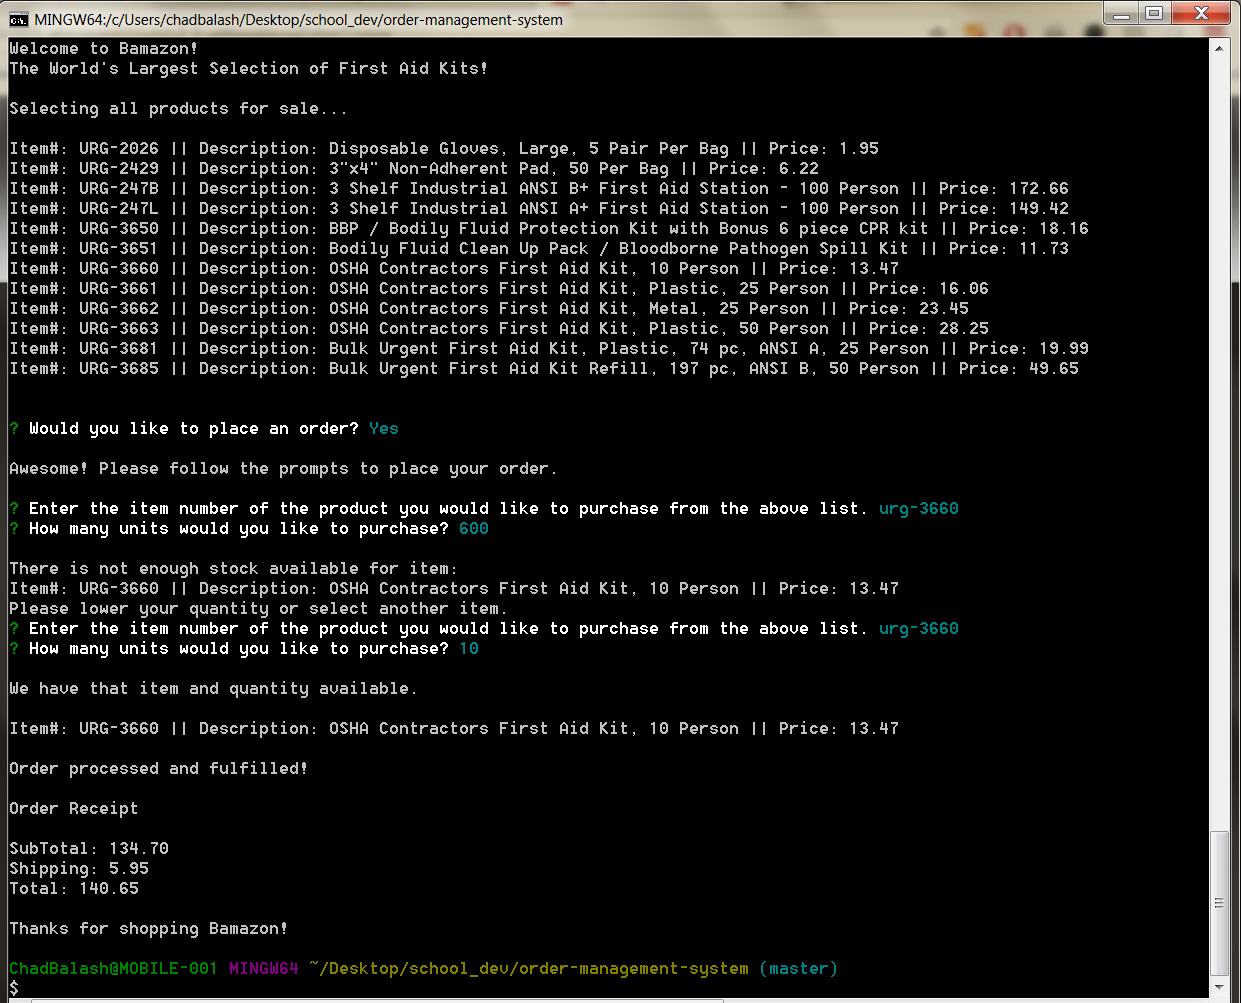 MINGW64:/c/Users/chadbalash/Desktop/school_dev/order-management-system
Welcome to Bamazon!
The World's Largest Selection of First Aid Kits!
Selecting all products for sale...
Item#: URG-2026 || Description: Disposable Gloves, Large, 5 Pair Per Bag || Price: 1.95
Item#: URG-2429 || Description: 3"x4" Non-Adherent Pad, 50 Per Bag || Price: 6.22
Item#: URG-247B || Description: 3 Shelf Industrial ANSI B+ First Aid Station - 100 Person || Price: 172.66
Item#: URG-247L || Description: 3 Shelf Industrial ANSI A+ First Aid Station - 100 Person || Price: 149.42
Item#: URG-3650 || Description: BBP / Bodily Fluid Protection Kit with Bonus 6 piece CPR kit || Price: 18.16
Item#: URG-3651 || Description: Bodily Fluid Clean Up Pack / Bloodborne Pathogen Spill Kit || Price: 11.73
Item#: URG-3660 || Description: OSHA Contractors First Aid Kit, 10 Person || Price: 13.47
Item#: URG-3661 || Description: OSHA Contractors First Aid Kit, Plastic, 25 Person || Price: 16.06
Item#: URG-3662 || Description: OSHA Contractors First Aid Kit, Metal, 25 Person || Price: 23.45
Item#: URG-3663 || Description: OSHA Contractors First Aid Kit, Plastic, 50 Person || Price: 28.25
Item#: URG-3681 || Description: Bulk Urgent First Aid Kit, Plastic, 74 pc, ANSI A, 25 Person || Price: 19.99
Item#: URG-3685 || Description: Bulk Urgent First Aid Kit Refill, 197 pc, ANSI B, 50 Person || Price: 49.65
? Would you like to place an order? Yes
Awesome! Please follow the prompts to place your order.
? Enter the item number of the product you would like to purchase from the above list. urg-3660
? How many units would you like to purchase? 600
There is not enough stock available for item:
Item#: URG-3660 || Description: OSHA Contractors First Aid Kit, 10 Person || Price: 13.47
Please lower your quantity or select another item.
? Enter the item number of the product you would like to purchase from the above list. urg-3660
? How many units would you like to purchase? 10
We have that item and quantity available.
Item#: URG-3660 || Description: OSHA Contractors First Aid Kit, 10 Person || Price: 13.47
Order processed and fulfilled!
Order Receipt
SubTotal: 134.70
Shipping: 5.95
Total: 140.65
Thanks for shopping Bamazon!
ChadBalash@MOBILE-001 MINGW64 ~/Desktop/school_dev/order-management-system (master)
$